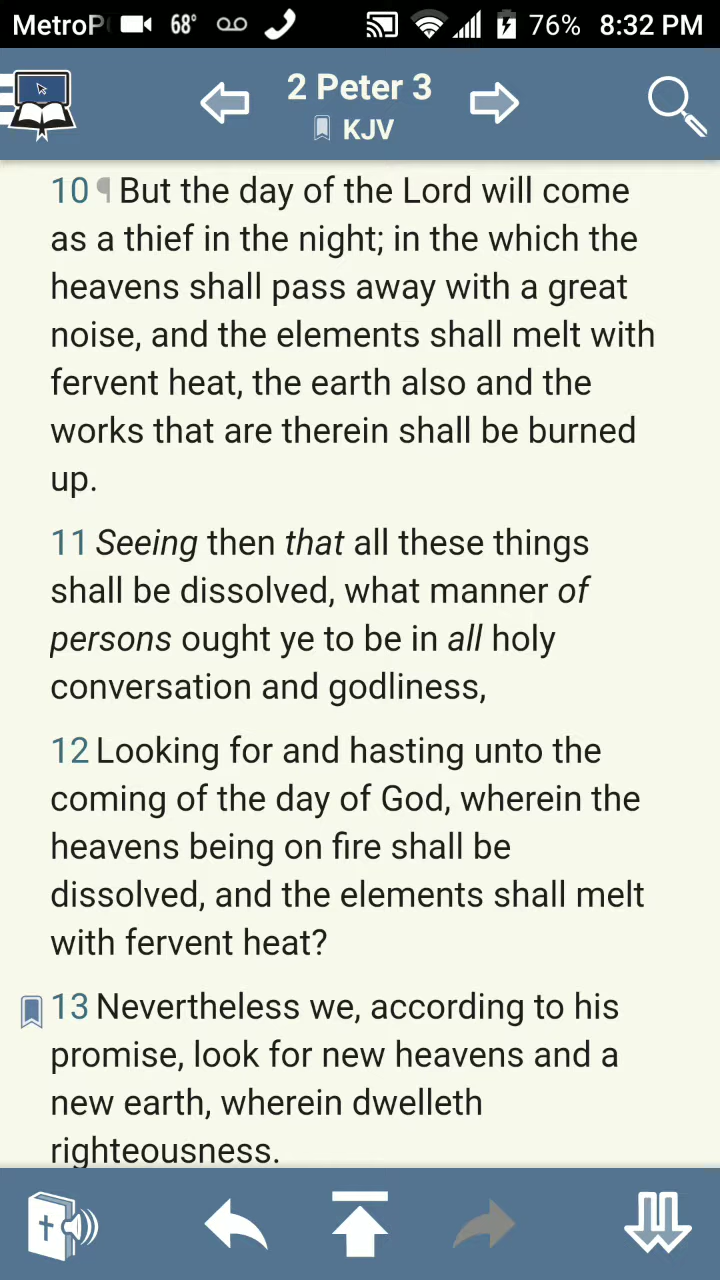 MetroP 68° 76% 8:32 PM
2 Peter 3
KJV
10 ¶ But the day of the Lord will come
as a thief in the night; in the which the
heavens shall pass away with a great
noise, and the elements shall melt with
fervent heat, the earth also and the
works that are therein shall be burned
up.
11 Seeing then that all these things
shall be dissolved, what manner of
persons ought ye to be in all holy
conversation and godliness,
12 Looking for and hasting unto the
coming of the day of God, wherein the
heavens being on fire shall be
dissolved, and the elements shall melt
with fervent heat?
13 Nevertheless we, according to his
promise, look for new heavens and a
new earth, wherein dwelleth
righteousness.